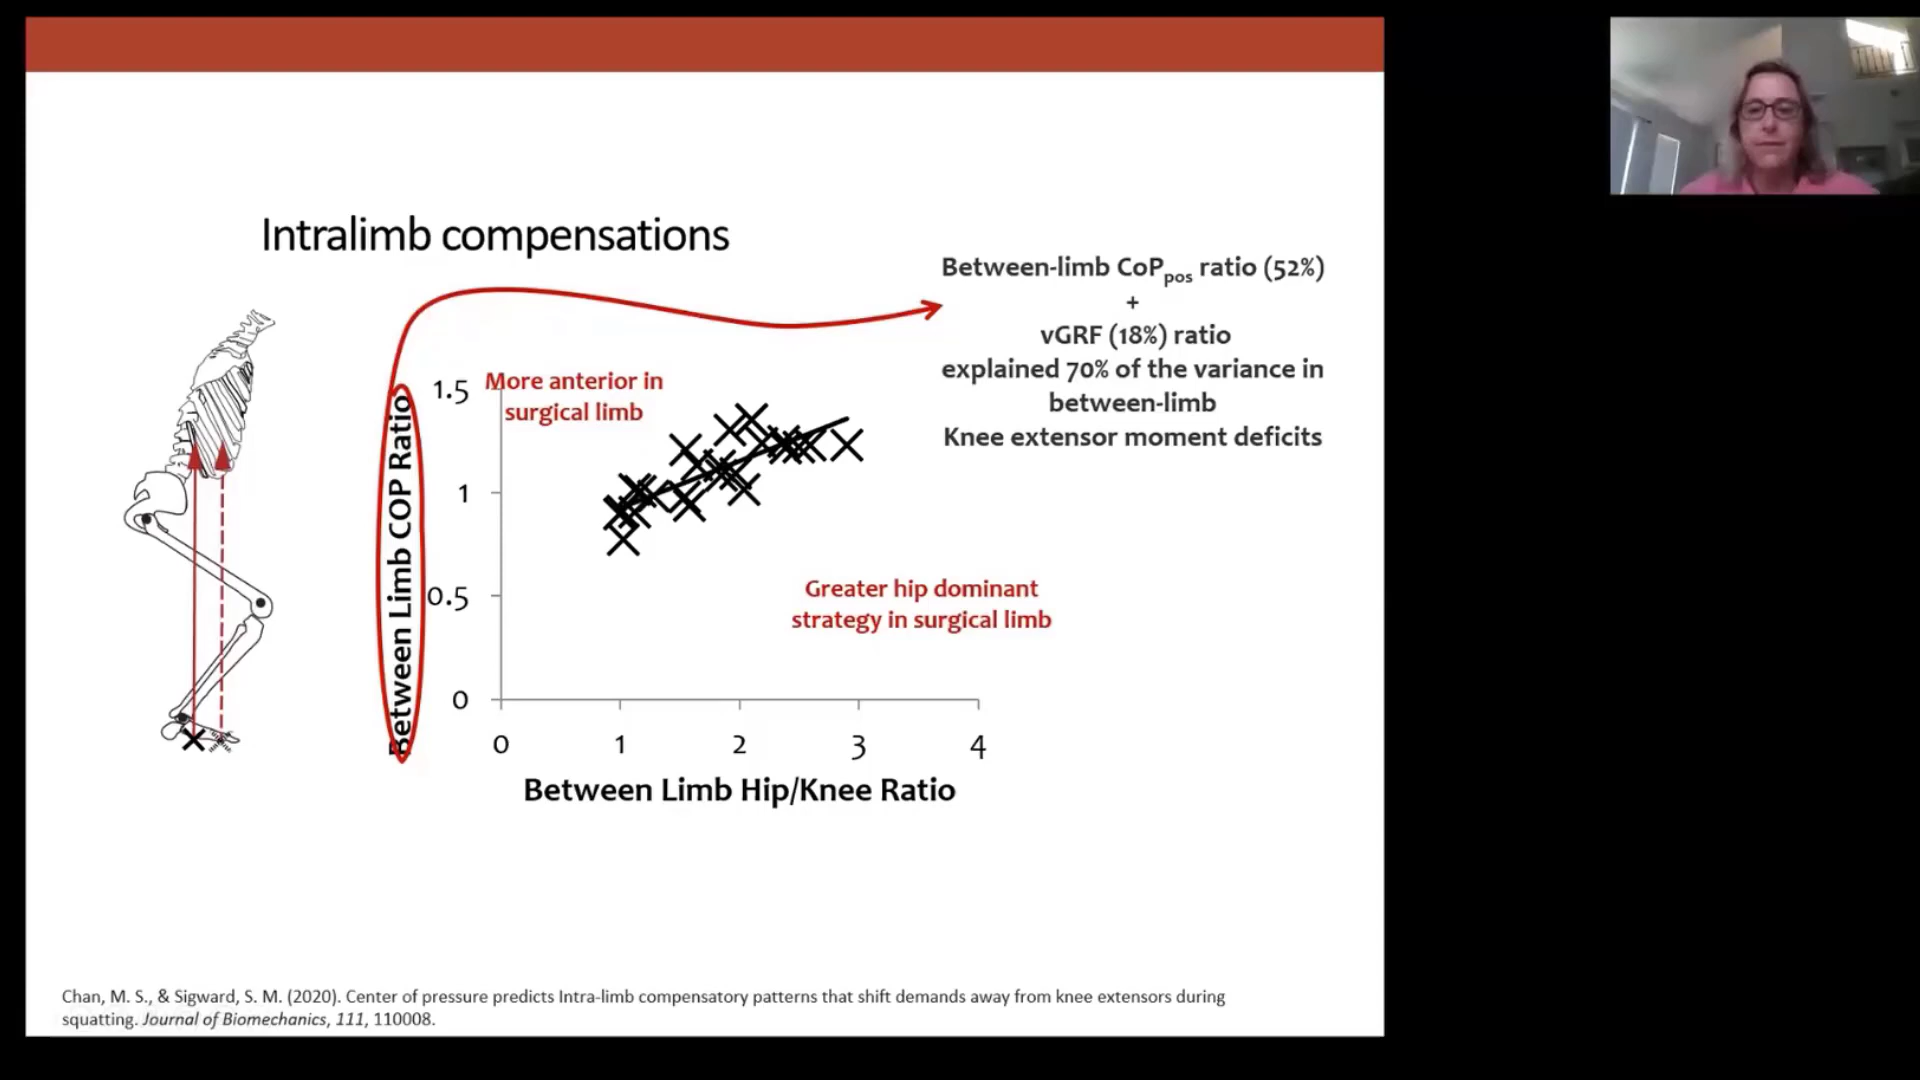 Intralimb compensations
Between-limb CoPpos ratio (52%)
+
vGRF (18%) ratio
explained 70% of the variance in
between-limb
Knee extensor moment deficits
More anterior in
surgical limb
Between Limb COP Ratio
1.5
1
0.5
0
Greater hip dominant
strategy in surgical limb
0 1 2 3 4
Between Limb Hip/Knee Ratio
Chan, M. S., & Sigward, S. M. (2020). Center of pressure predicts Intra-limb compensatory patterns that shift demands away from knee extensors during
squatting. Journal of Biomechanics, 111, 110008.